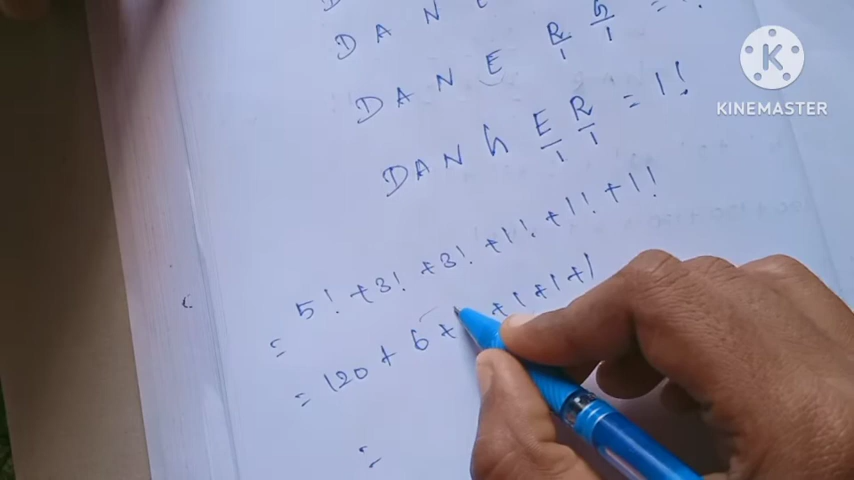 D A N
D A N E R/1 G/1 = 1!
D A N G E/1 R/1 = 1!
= 5! + 3! + 3! + 1! + 1! + 1!
= 120 + 6 + + 1 + 1 + 1
=
K
KINEMASTER